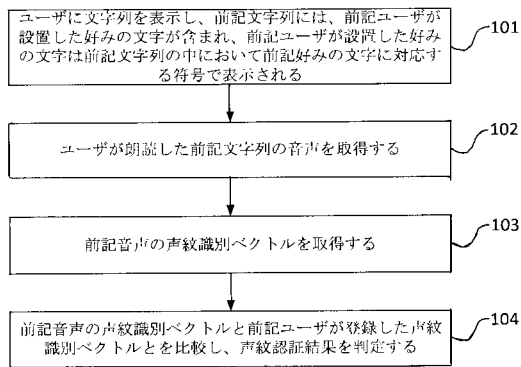 ユーザに文字列を表示し、前記文字列には、前記ユーザが
設置した好みの文字が含まれ、前記ユーザが設置した好み
の文字は前記文字列の中において前記好みの文字に対応す
る符号で表示される
101
ユーザが朗読した前記文字列の音声を取得する
102
前記音声の声紋識別ベクトルを取得する
103
前記音声の声紋識別ベクトルと前記ユーザが登録した声紋
識別ベクトルとを比較し、声紋認証結果を判定する
104